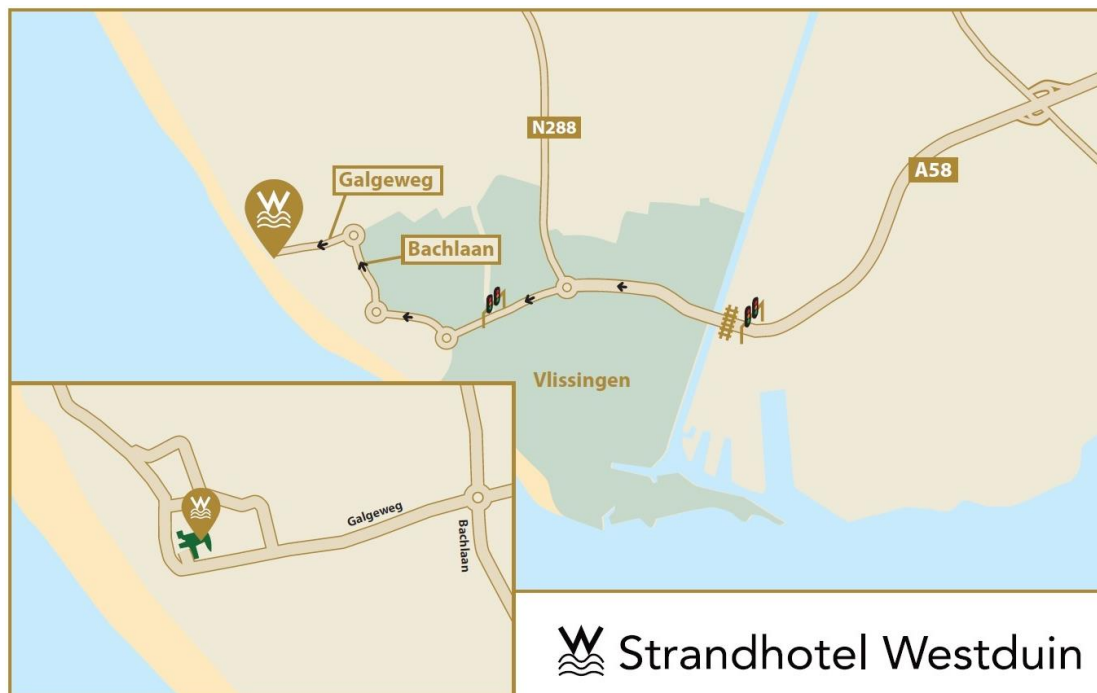 N288
A58
Galgeweg
Bachlaan
Vlissingen
Galgeweg
Bachlaan
Strandhotel Westduin